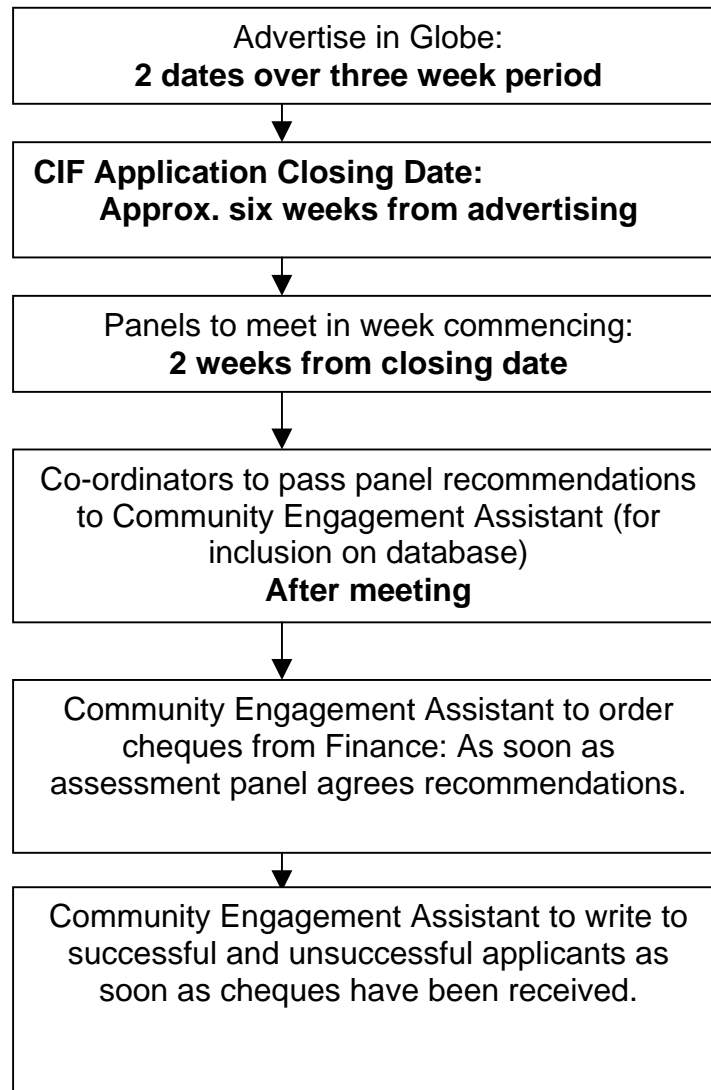 Advertise in Globe:
2 dates over three week period
CIF Application Closing Date:
Approx. six weeks from advertising
Panels to meet in week commencing:
2 weeks from closing date
Co-ordinators to pass panel recommendations
to Community Engagement Assistant (for
inclusion on database)
After meeting
Community Engagement Assistant to order
cheques from Finance: As soon as
assessment panel agrees recommendations.
Community Engagement Assistant to write to
successful and unsuccessful applicants as
soon as cheques have been received.